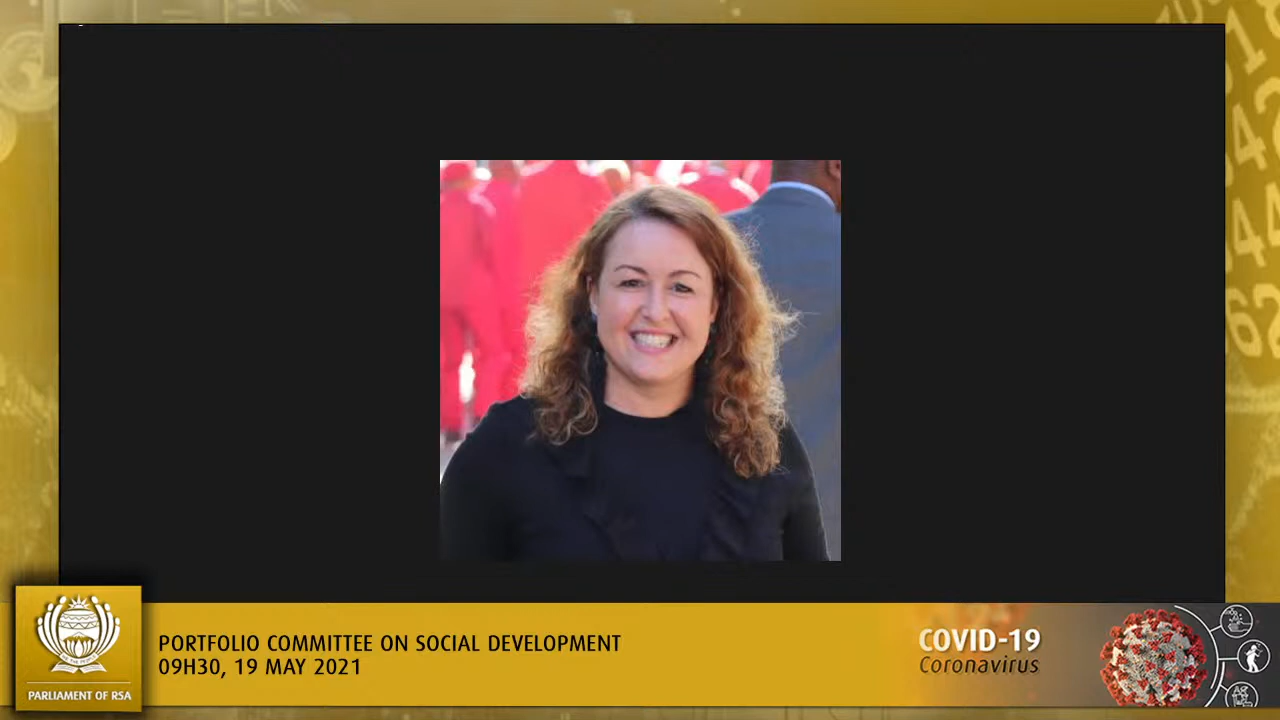 PORTFOLIO COMMITTEE ON SOCIAL DEVELOPMENT
09H30, 19 MAY 2021
PARLIAMENT OF RSA
COVID-19
Coronavirus